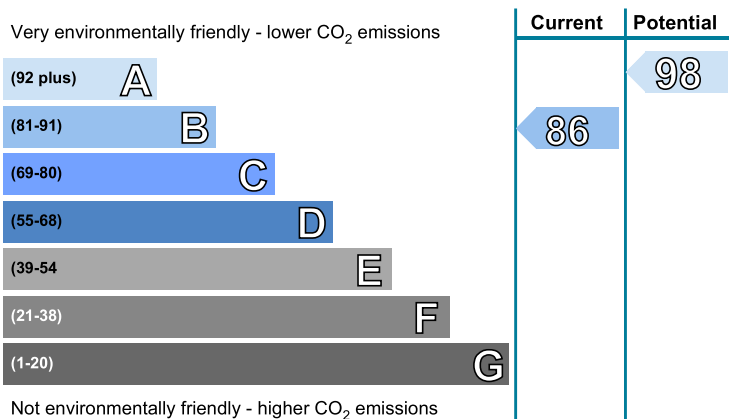 Current Potential
Very environmentally friendly - lower CO2 emissions
(92 plus) A 98
(81-91) B 86
(69-80) C
(55-68) D
(39-54 E
(21-38) F
(1-20) G
Not environmentally friendly - higher CO2 emissions